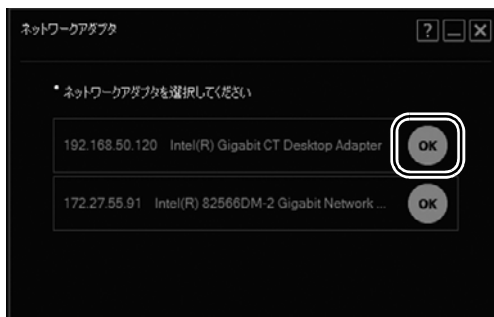 ネットワークアダプタ
?
ネットワークアダプタを選択してください
192.168.50.120 Intel(R) Gigabit CT Desktop Adapter OK
172.27.55.91 Intel(R) 82566DM-2 Gigabit Network ... OK